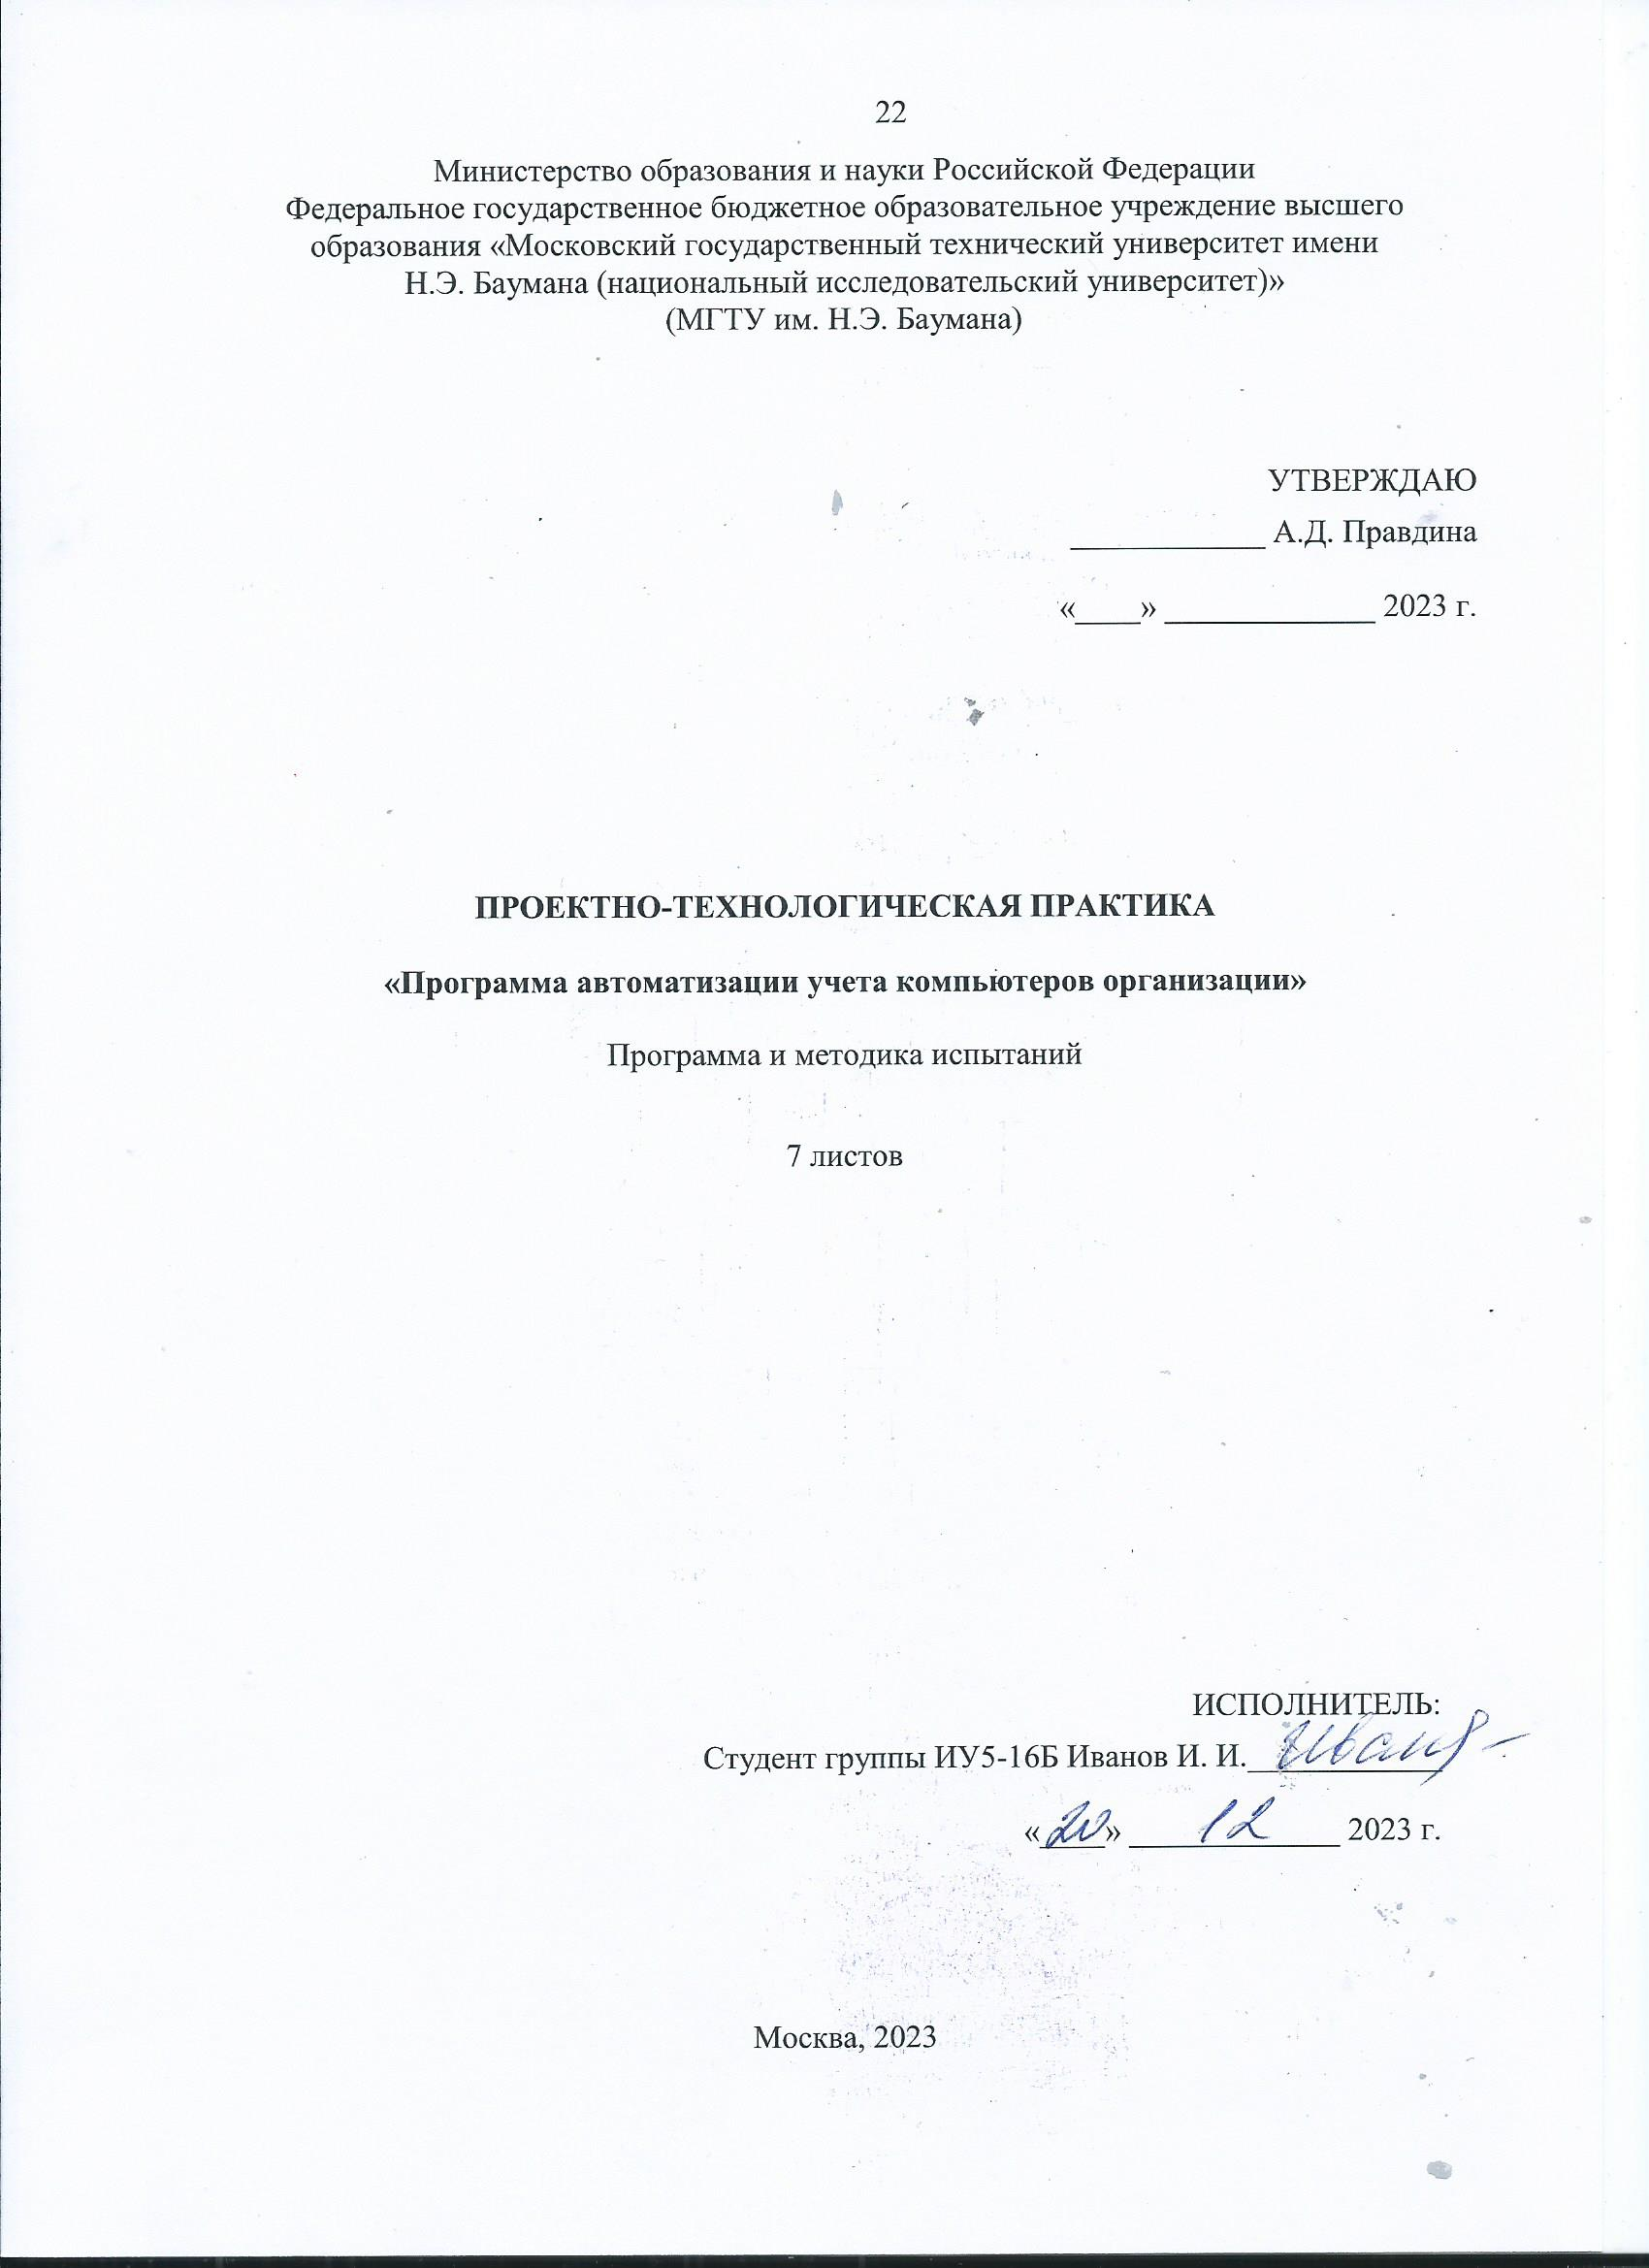 22
Министерство образования и науки Российской Федерации
Федеральное государственное бюджетное образовательное учреждение высшего
образования «Московский государственный технический университет имени
Н.Э. Баумана (национальный исследовательский университет)»
(МГТУ им. Н.Э. Баумана)
УТВЕРЖДАЮ
____________ А.Д. Правдина
«____» _____________ 2023 г.
ПРОЕКТНО-ТЕХНОЛОГИЧЕСКАЯ ПРАКТИКА
«Программа автоматизации учета компьютеров организации»
Программа и методика испытаний
7 листов
ИСПОЛНИТЕЛЬ:
Студент группы ИУ5-16Б Иванов И. И.____________
«20» 12 2023 г.
Москва, 2023